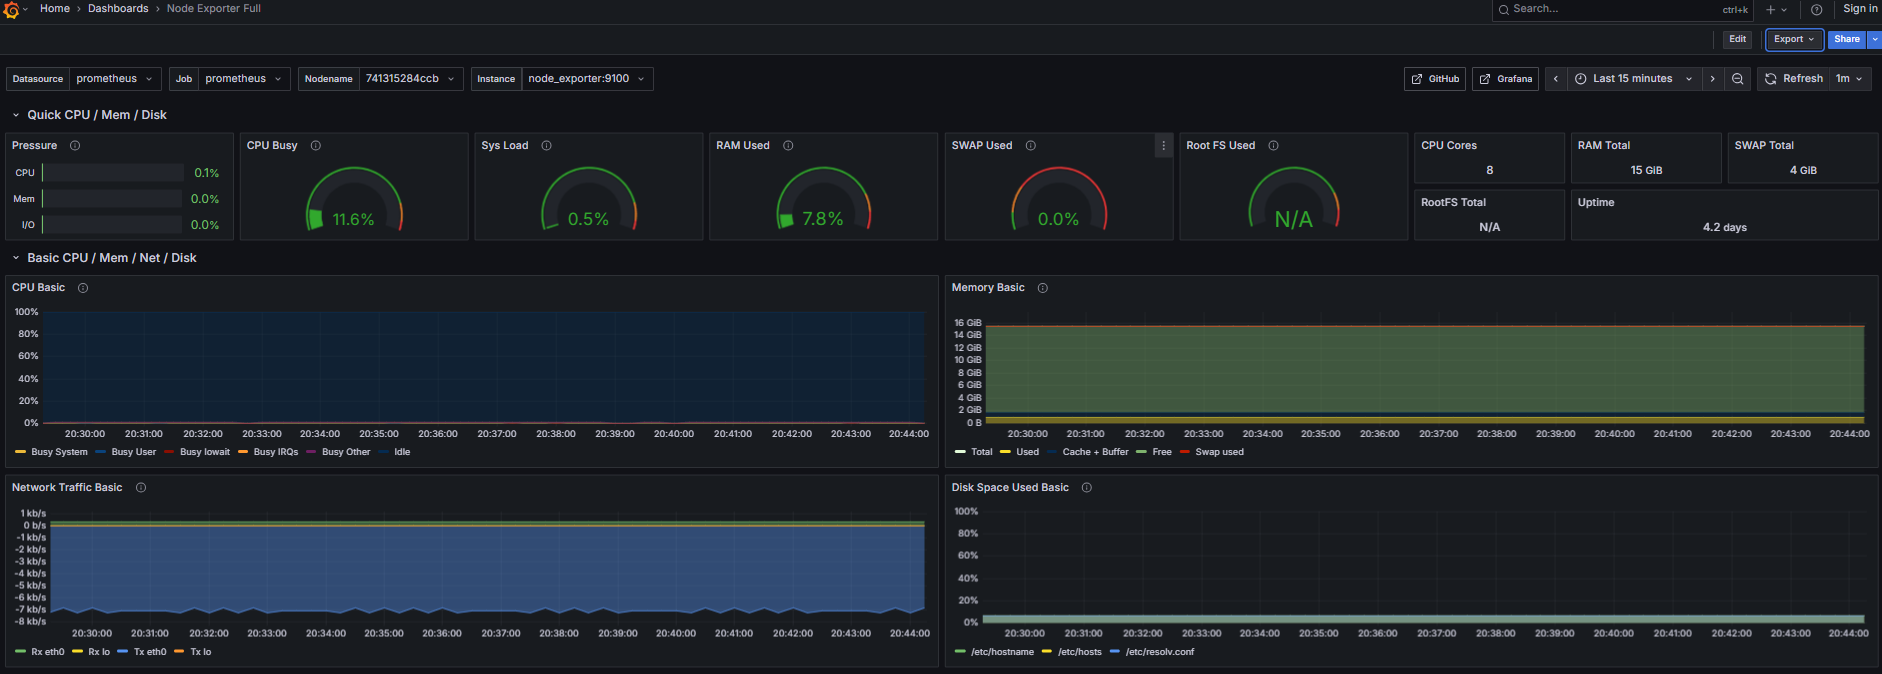 Home › Dashboards › Node Exporter Full
Search... ctrl+k
Sign in
Edit Export Share
Datasource prometheus Job prometheus Nodename 741315284ccb Instance node_exporter:9100
GitHub Grafana Last 15 minutes Refresh 1m
Quick CPU / Mem / Disk
Pressure
CPU 0.1%
Mem 0.0%
I/O 0.0%
CPU Busy
11.6%
Sys Load
0.5%
RAM Used
7.8%
SWAP Used
0.0%
Root FS Used
N/A
CPU Cores
8
RAM Total
15 GiB
SWAP Total
4 GiB
RootFS Total
N/A
Uptime
4.2 days
Basic CPU / Mem / Net / Disk
CPU Basic
100%
80%
60%
40%
20%
0%
20:30:00 20:31:00 20:32:00 20:33:00 20:34:00 20:35:00 20:36:00 20:37:00 20:38:00 20:39:00 20:40:00 20:41:00 20:42:00 20:43:00 20:44:00
Busy System Busy User Busy Iowait Busy IRQs Busy Other Idle
Memory Basic
16 GiB
14 GiB
12 GiB
10 GiB
8 GiB
6 GiB
4 GiB
2 GiB
0 B
20:30:00 20:31:00 20:32:00 20:33:00 20:34:00 20:35:00 20:36:00 20:37:00 20:38:00 20:39:00 20:40:00 20:41:00 20:42:00 20:43:00 20:44:00
Total Used Cache + Buffer Free Swap used
Network Traffic Basic
1 kb/s
0 b/s
-1 kb/s
-2 kb/s
-3 kb/s
-4 kb/s
-5 kb/s
-6 kb/s
-7 kb/s
-8 kb/s
20:30:00 20:31:00 20:32:00 20:33:00 20:34:00 20:35:00 20:36:00 20:37:00 20:38:00 20:39:00 20:40:00 20:41:00 20:42:00 20:43:00 20:44:00
Rx eth0 Rx lo Tx eth0 Tx lo
Disk Space Used Basic
100%
80%
60%
40%
20%
0%
20:30:00 20:31:00 20:32:00 20:33:00 20:34:00 20:35:00 20:36:00 20:37:00 20:38:00 20:39:00 20:40:00 20:41:00 20:42:00 20:43:00 20:44:00
/etc/hostname /etc/hosts /etc/resolv.conf